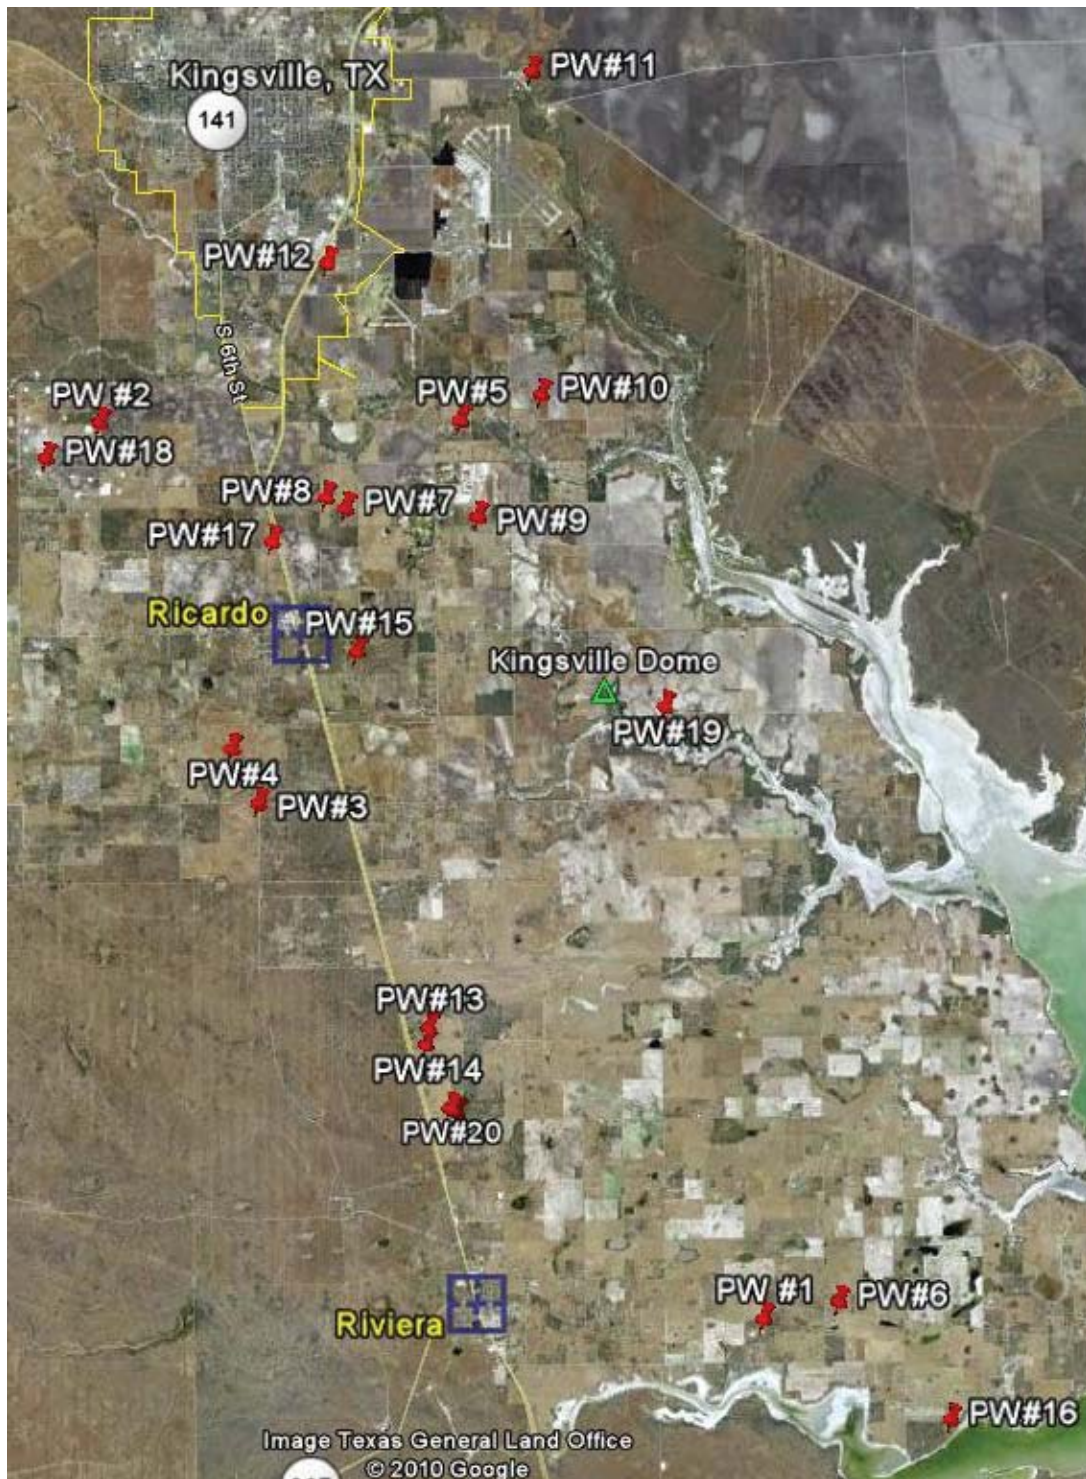 Kingsville, TX
PW#11
141
PW#12
S 6th St
PW #2
PW#5
PW#10
PW#18
PW#8
PW#7
PW#9
PW#17
Ricardo
PW#15
Kingsville Dome
PW#19
PW#4
PW#3
PW#13
PW#14
PW#20
PW #1
PW#6
Riviera
PW#16
Image Texas General Land Office
© 2010 Google